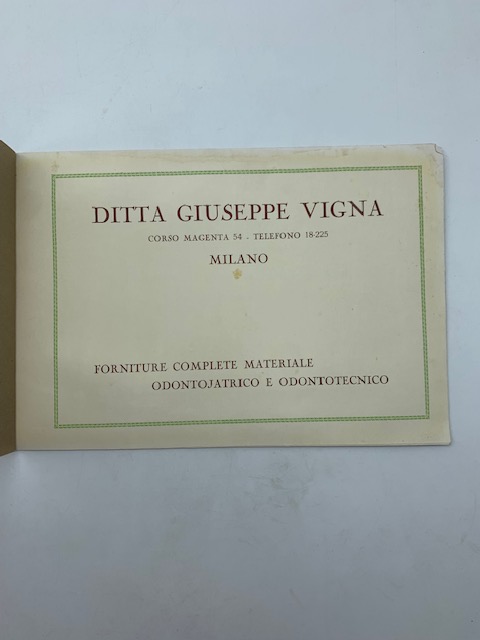 DITTA GIUSEPPE VIGNA
CORSO MAGENTA 54 - TELEFONO 18-225
MILANO
FORNITURE COMPLETE MATERIALE
ODONTOJATRICO E ODONTOTECNICO